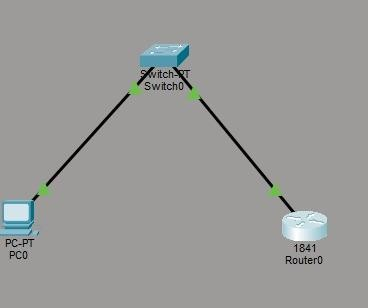 Switch-PT
Switch0
PC-PT
PC0
1841
Router0